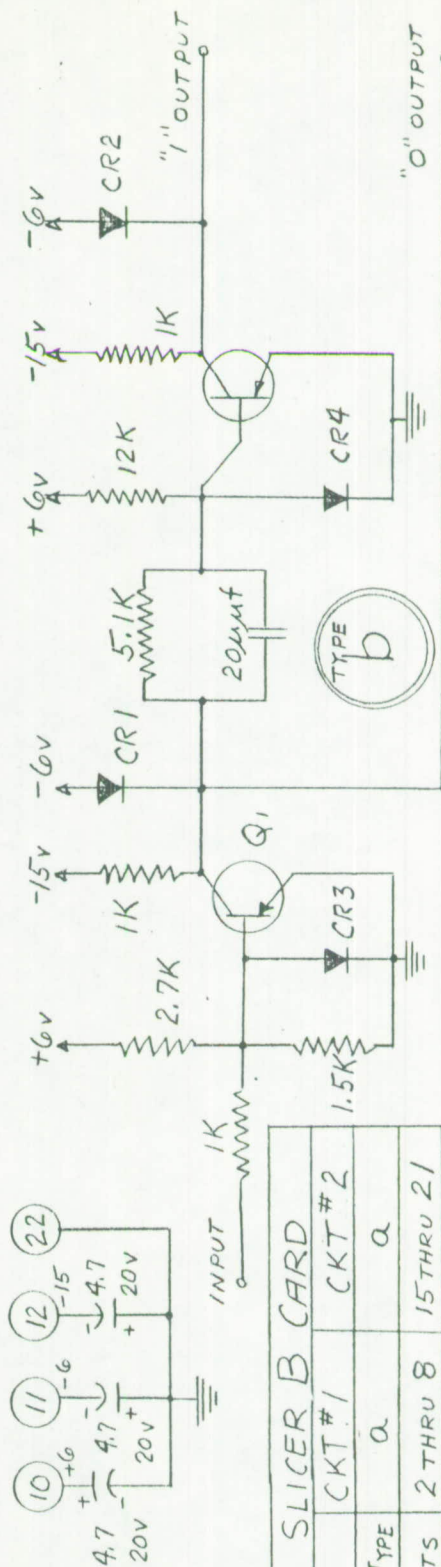 10
11
12
22
+6
-6
-15
+
-
-
-
+
+
4.7
20V
4.7
20V
4.7
20V
INPUT
1K
+6V
2.7K
1.5K
CR3
Q1
-15V
1K
-6V
CR1
5.1K
20μμf
+6V
12K
CR4
-15V
1K
-6V
CR2
"1" OUTPUT
"0" OUTPUT
TYPE
b
SLICER B CARD
CKT #1 CKT #2
YPE a a
TS 2 THRU 8 15 THRU 21